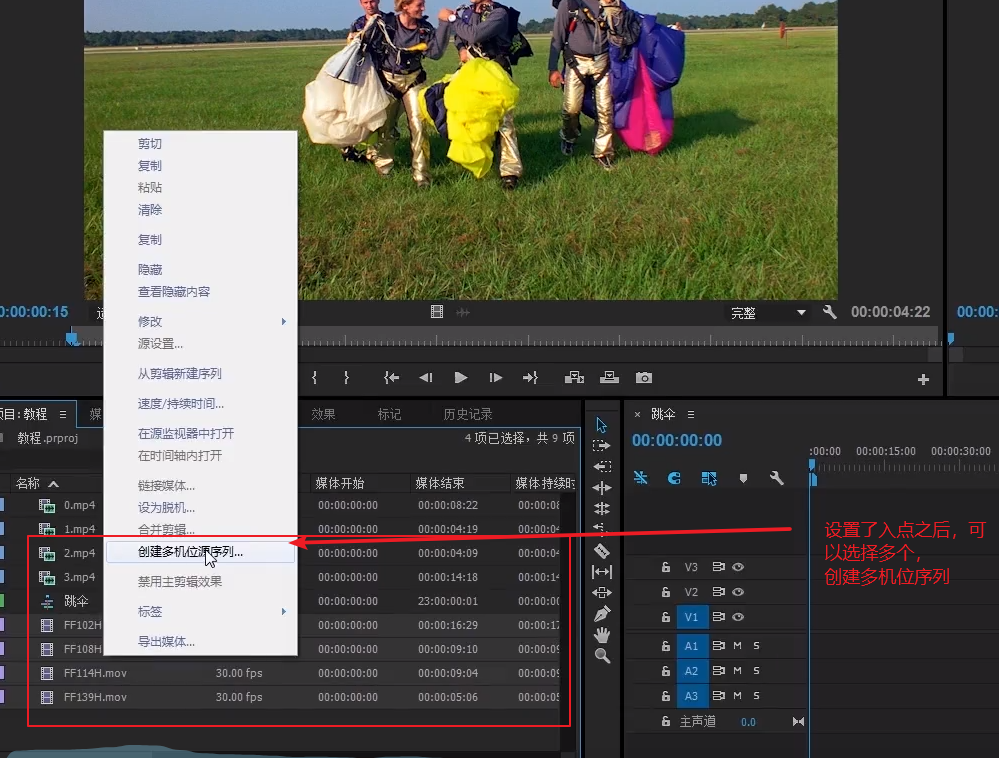 剪切
复制
粘贴
清除
复制
隐藏
查看隐藏内容
修改
源设置...
从剪辑新建序列
速度/持续时间...
在源监视器中打开
在时间轴内打开
链接媒体...
设为脱机...
合并剪辑...
创建多机位源序列...
禁用主剪辑效果
标签
导出媒体...
0:00:00:15
完整
00:00:04:22
00:00:
项目: 教程
效果
标记
历史记录
教程.prproj
4 项已选择，共 9 项
名称
媒体开始
媒体结束
媒体持续时
0.mp4
00:00:00:00
00:00:08:22
00:00:08
1.mp4
00:00:00:00
00:00:04:19
00:00:04
2.mp4
00:00:00:00
00:00:04:09
00:00:04
3.mp4
00:00:00:00
00:00:14:18
00:00:14
跳伞
00:00:00:00
23:00:00:01
00:00:00
FF102H
00:00:00:00
00:00:16:29
00:00:17
FF108H
00:00:00:00
00:00:09:10
00:00:09
FF114H.mov
30.00 fps
00:00:00:00
00:00:09:04
00:00:09
FF139H.mov
30.00 fps
00:00:00:00
00:00:05:06
00:00:05
× 跳伞
00:00:00:00
:00:00
00:00:15:00
00:00:30:00
设置了入点之后，可
以选择多个，
创建多机位序列
V3
V2
V1
A1 M S
A2 M S
A3 M S
主声道 0.0